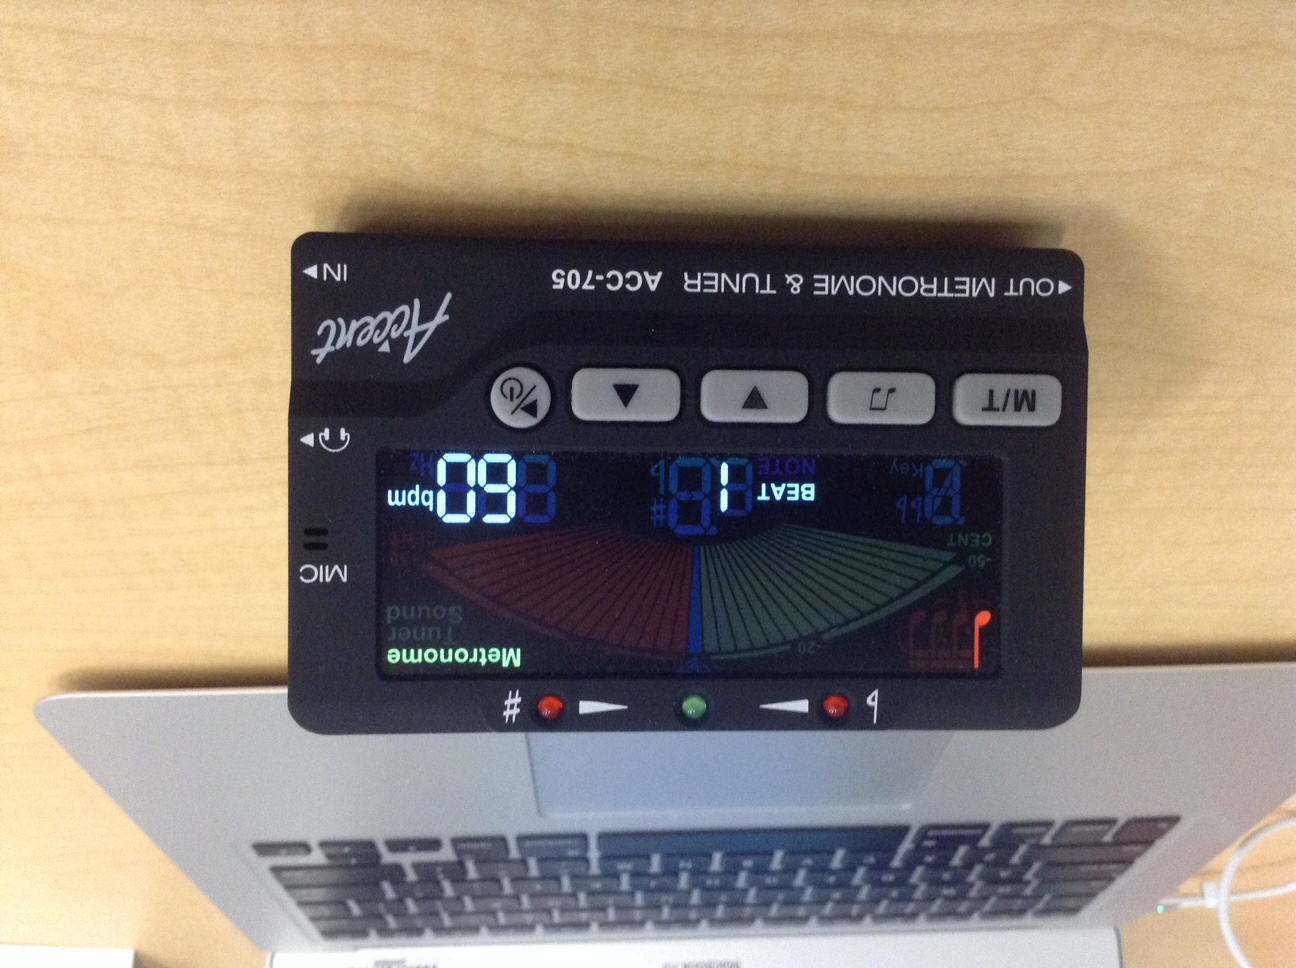 ♭ ♯
Metronome
Tuner
Sound
MIC
-20
-50
CENT
CENT
BEAT 1
60 bpm
Key
NOTE
Hz
M/T
Accent
OUT METRONOME & TUNER ACC-705
IN